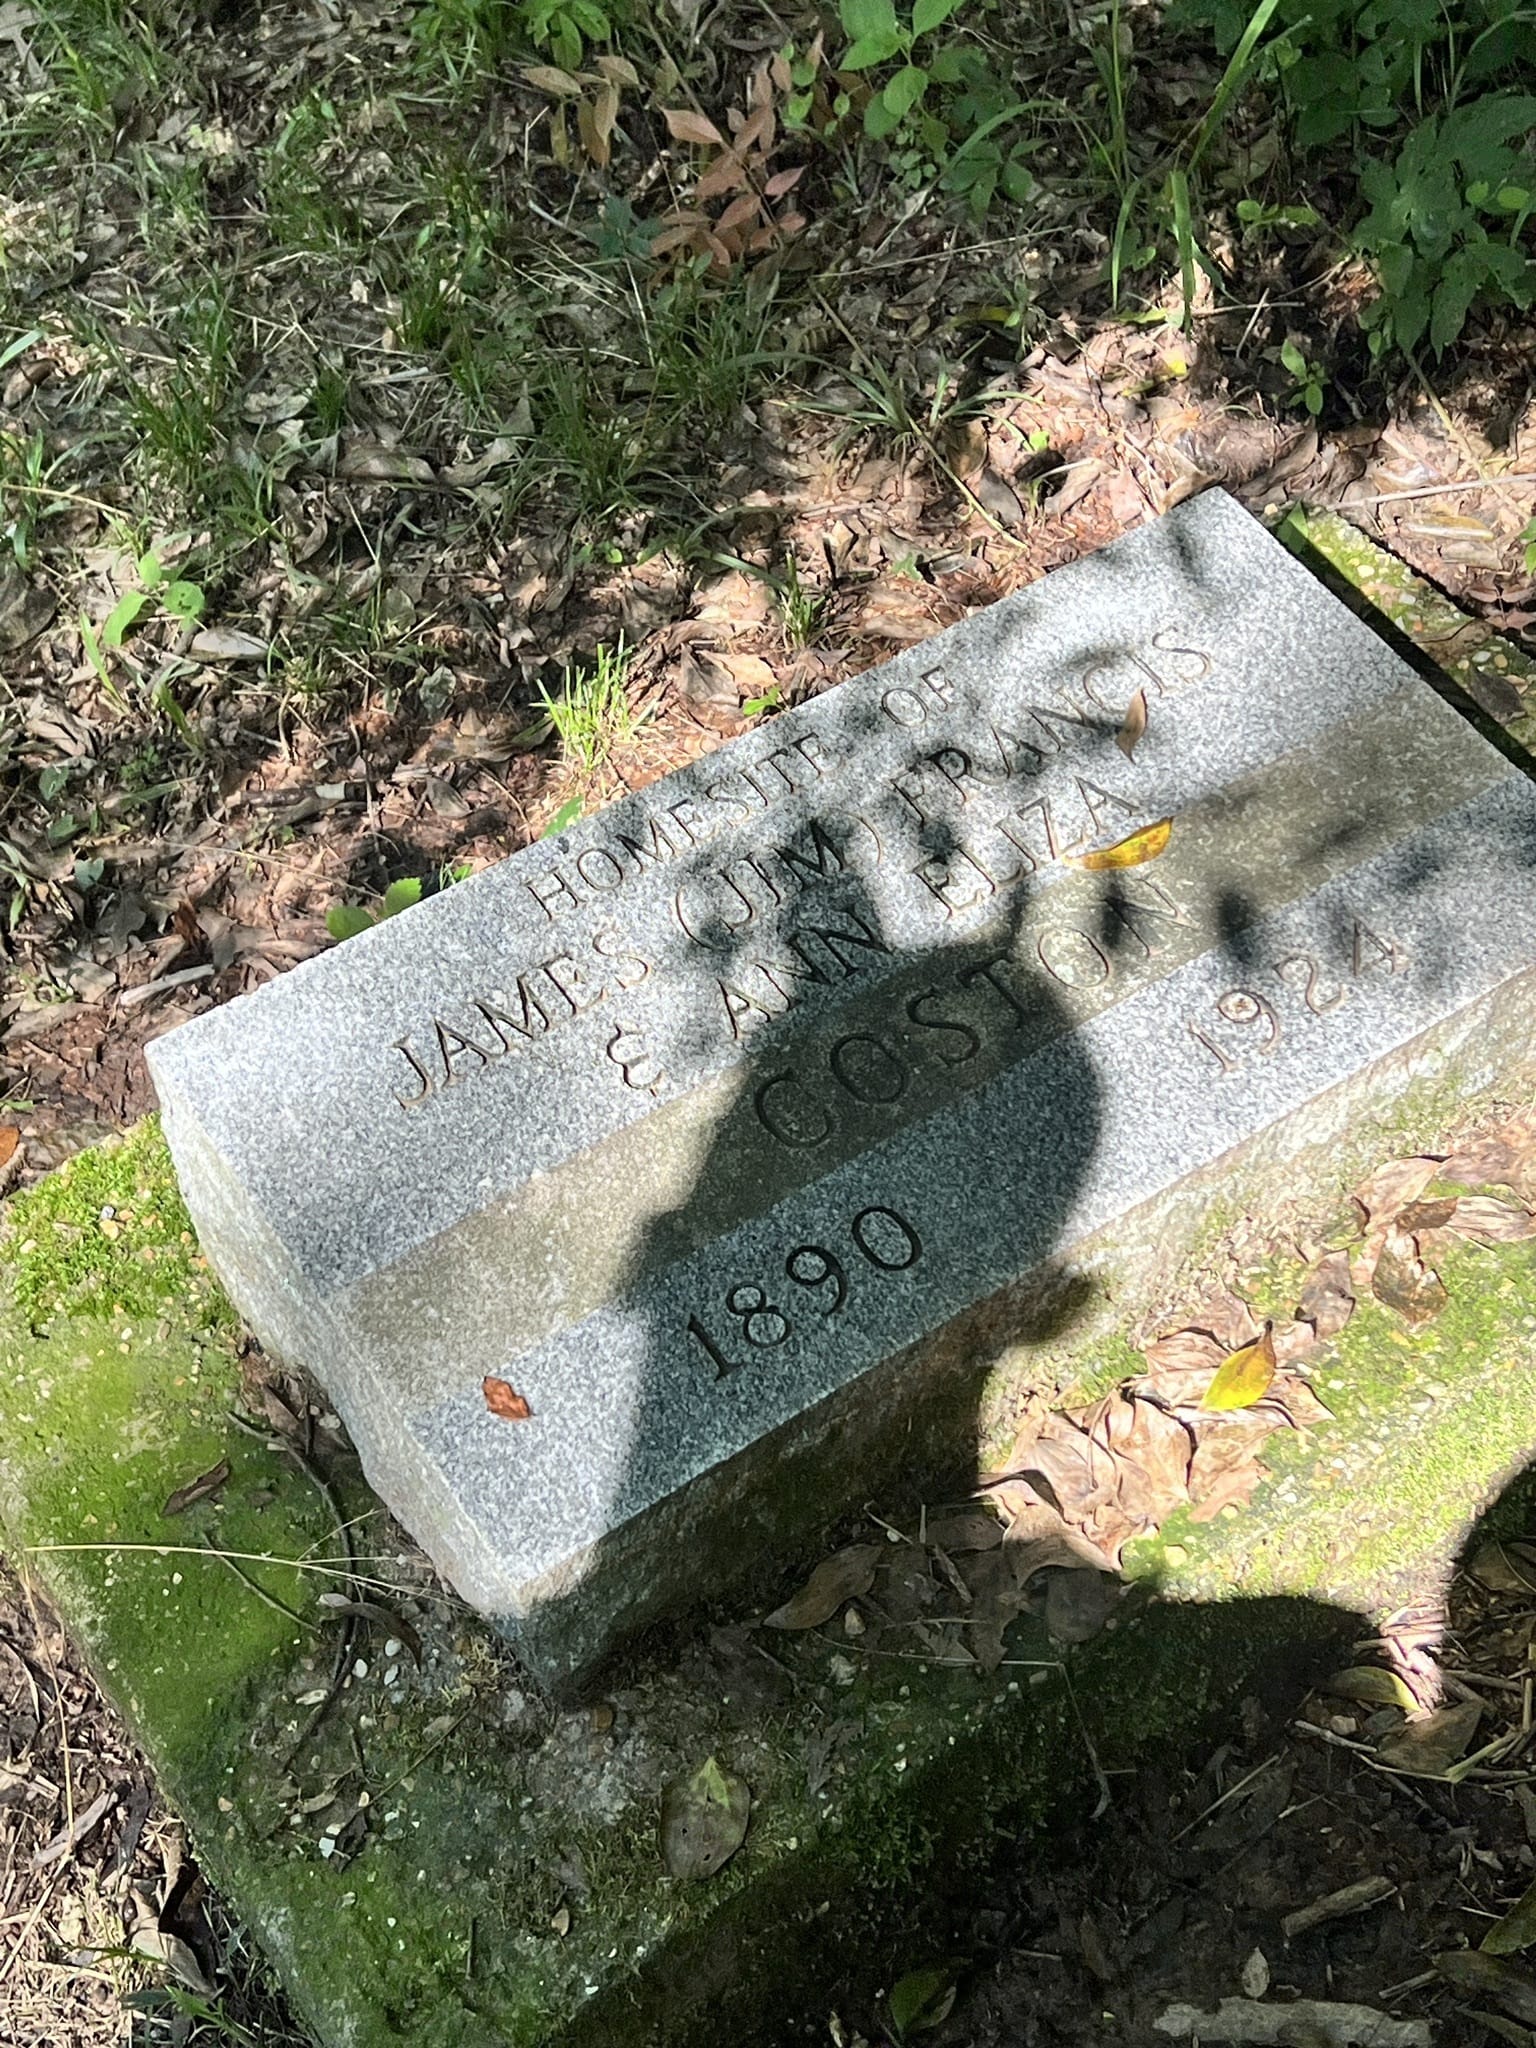 HOMESITE OF
JAMES (JIM) FRANCIS
& ANN ELIZA
COSTON
1890 1924